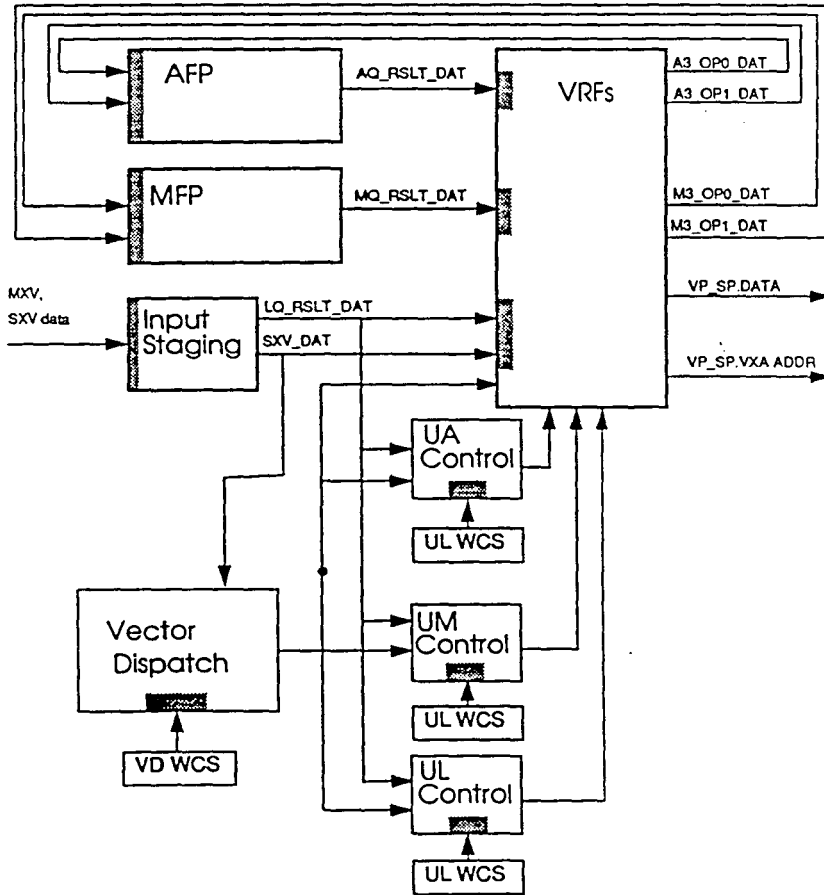 AFP
AQ_RSLT_DAT
VRFs
A3_OP0_DAT
A3_OP1_DAT
MFP
MQ_RSLT_DAT
M3_OP0_DAT
M3_OP1_DAT
MXV,
SXV data
Input
Staging
LQ_RSLT_DAT
SXV_DAT
VP_SP.DATA
VP_SP.VXA ADDR
UA
Control
UL WCS
Vector
Dispatch
VD WCS
UM
Control
UL WCS
UL
Control
UL WCS